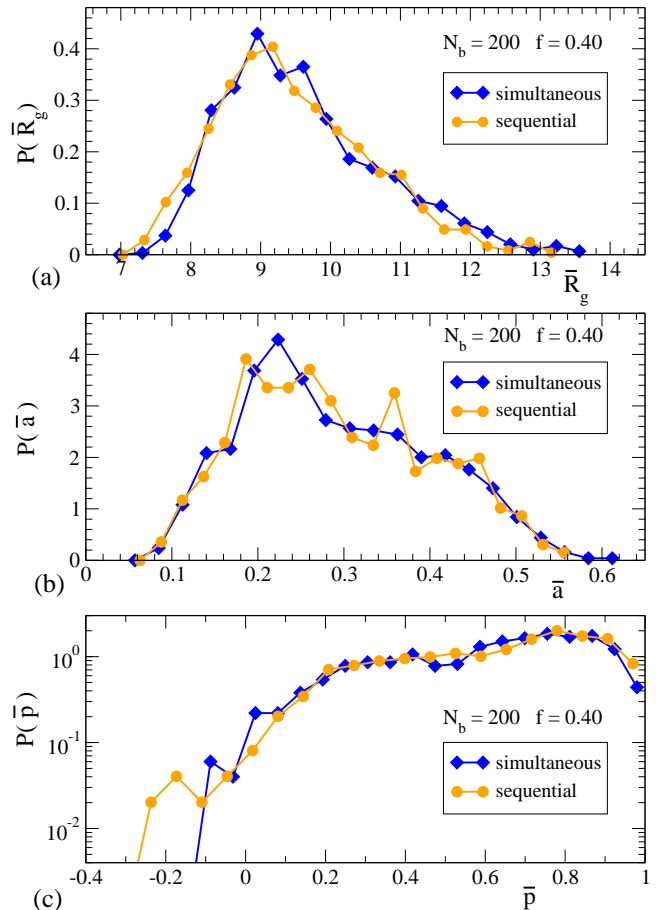 N_b = 200 f = 0.40
simultaneous
sequential
P(R̄_g)
0.4
0.3
0.2
0.1
0
7 8 9 10 11 12 13 14
(a)
R̄_g
N_b = 200 f = 0.40
simultaneous
sequential
P(ā)
4
3
2
1
0
0 0.1 0.2 0.3 0.4 0.5 0.6
(b)
ā
P(p̄)
10^0
10^-1
10^-2
N_b = 200 f = 0.40
simultaneous
sequential
-0.4 -0.2 0 0.2 0.4 0.6 0.8 1
(c)
p̄